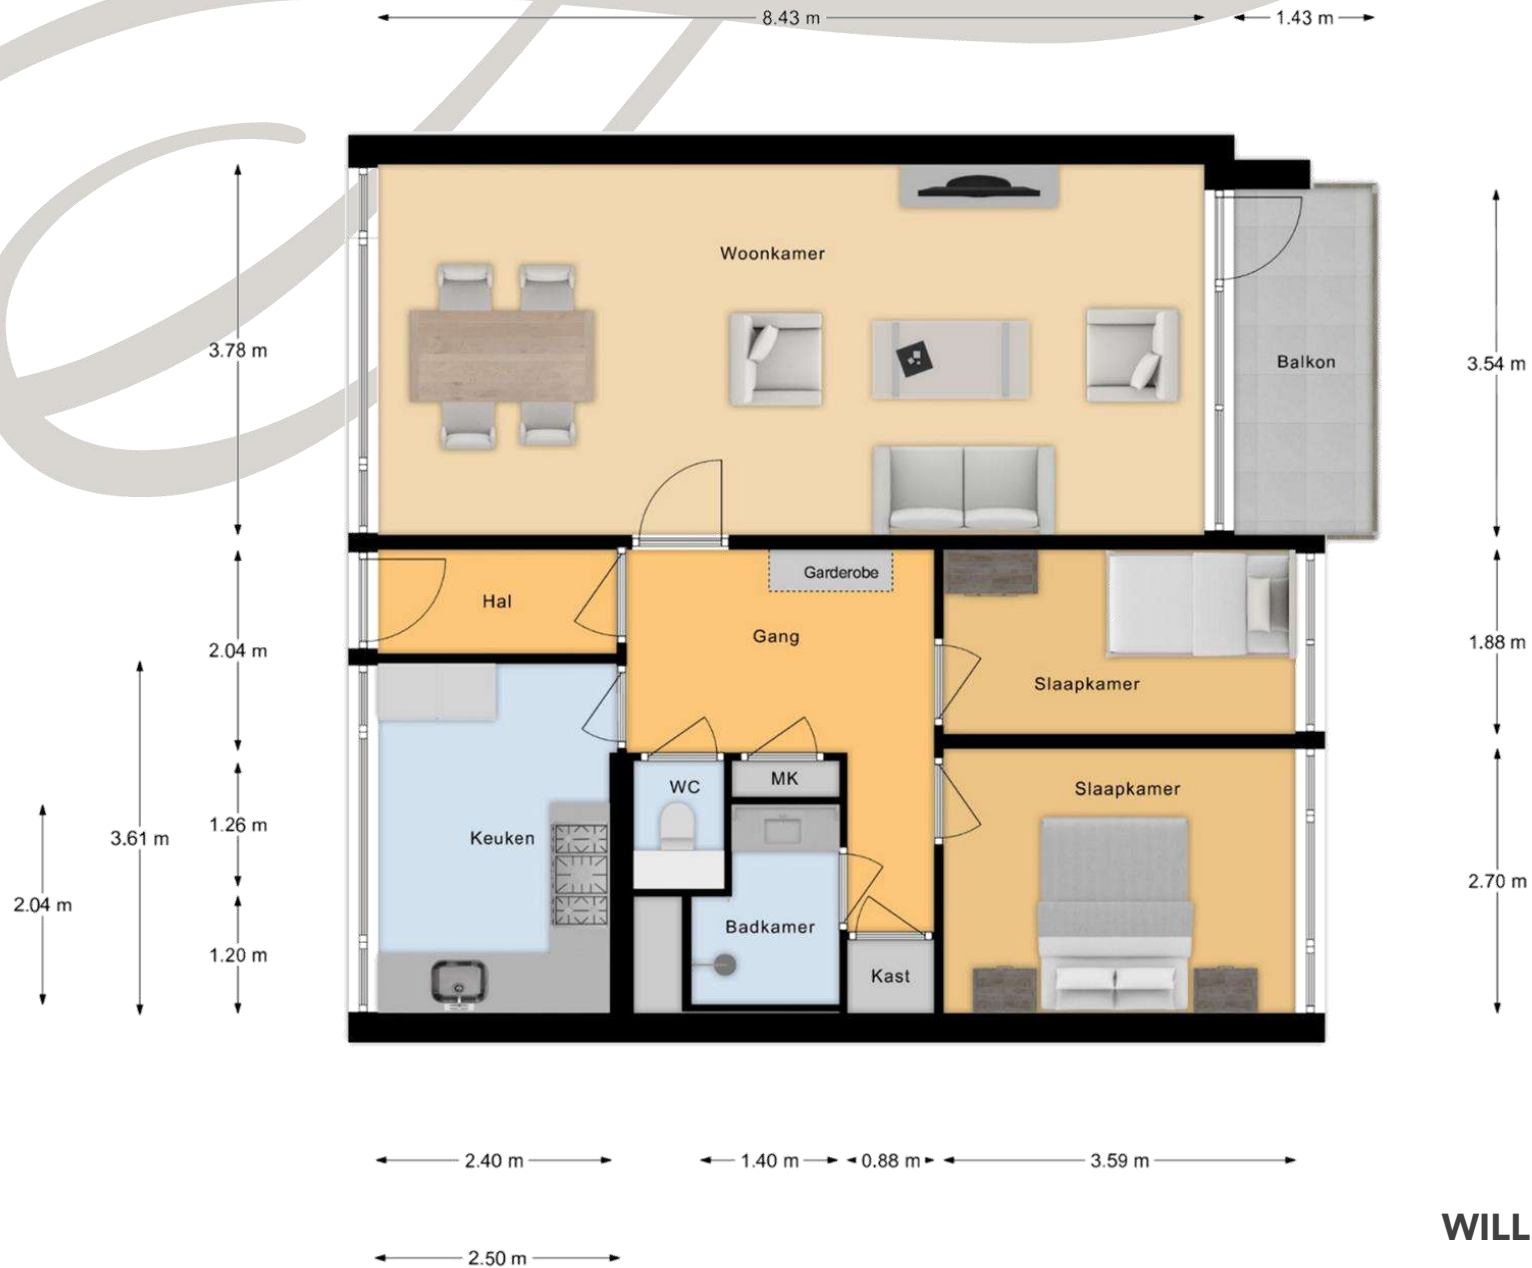 8.43 m
1.43 m
Woonkamer
3.78 m
Balkon
3.54 m
Garderobe
Hal
Gang
2.04 m
1.88 m
Slaapkamer
WC
MK
Slaapkamer
Keuken
3.61 m
1.26 m
2.70 m
2.04 m
Badkamer
1.20 m
Kast
2.40 m
1.40 m
0.88 m
3.59 m
WILL
2.50 m